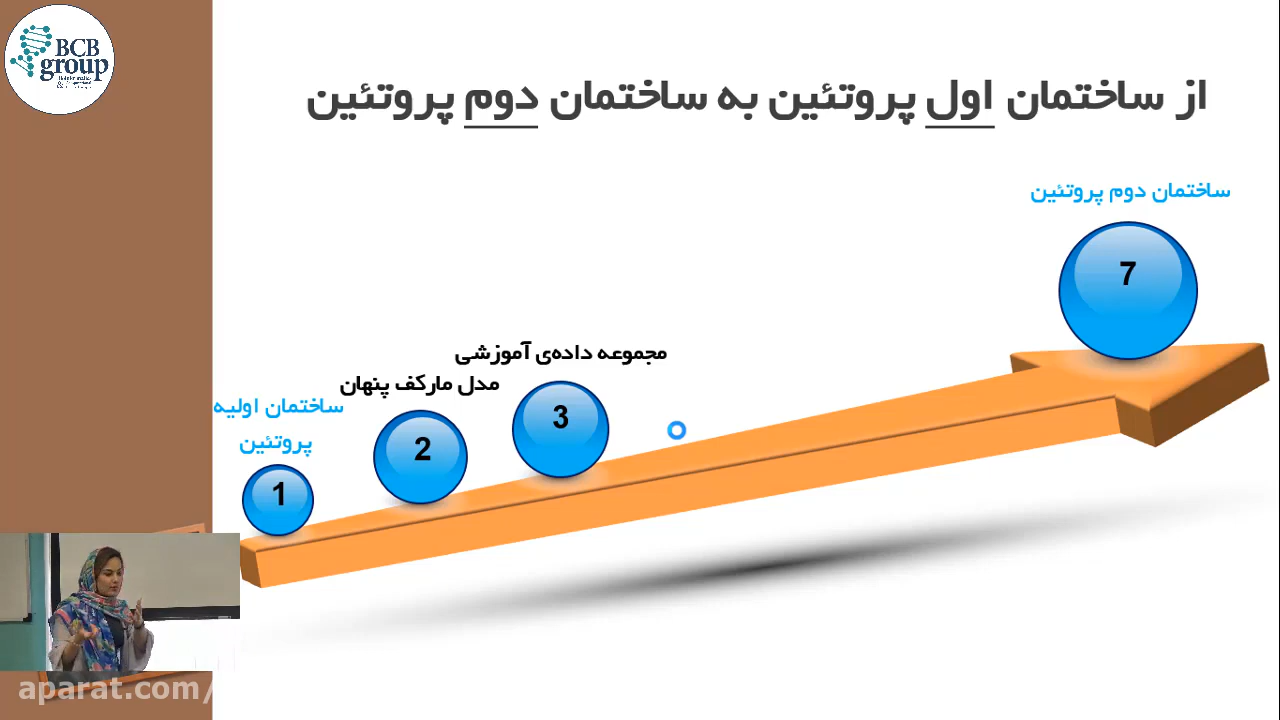 BCB
group
از ساختمان اول پروتئین به ساختمان دوم پروتئین
ساختمان دوم پروتئین
7
مجموعه داده‌ی آموزشی
3
مدل مارکف پنهان
2
ساختمان اولیه
پروتئین
1
aparat.com/